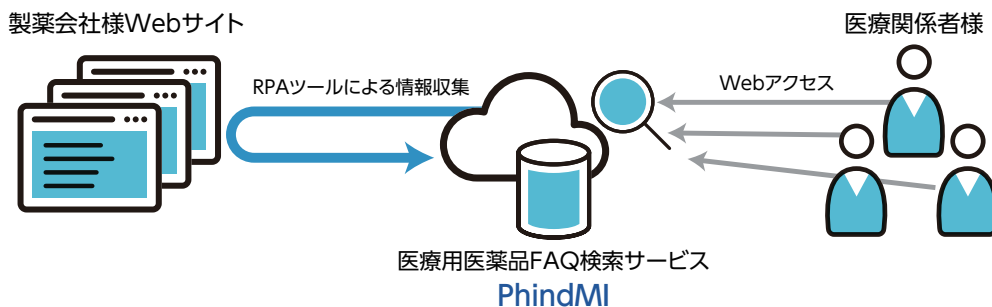 製薬会社様Webサイト
医療関係者様
RPAツールによる情報収集
Webアクセス
医療用医薬品FAQ検索サービス
PhindMI